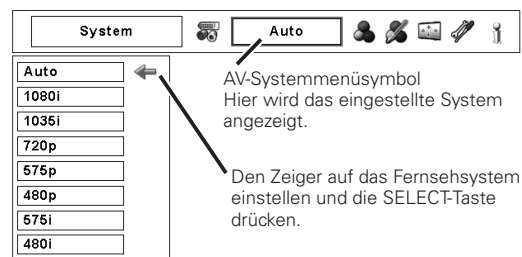 System
Auto
Auto
1080i
1035i
720p
575p
480p
575i
480i
AV-Systemmenüsymbol
Hier wird das eingestellte System
angezeigt.
Den Zeiger auf das Fernsehsystem
einstellen und die SELECT-Taste
drücken.